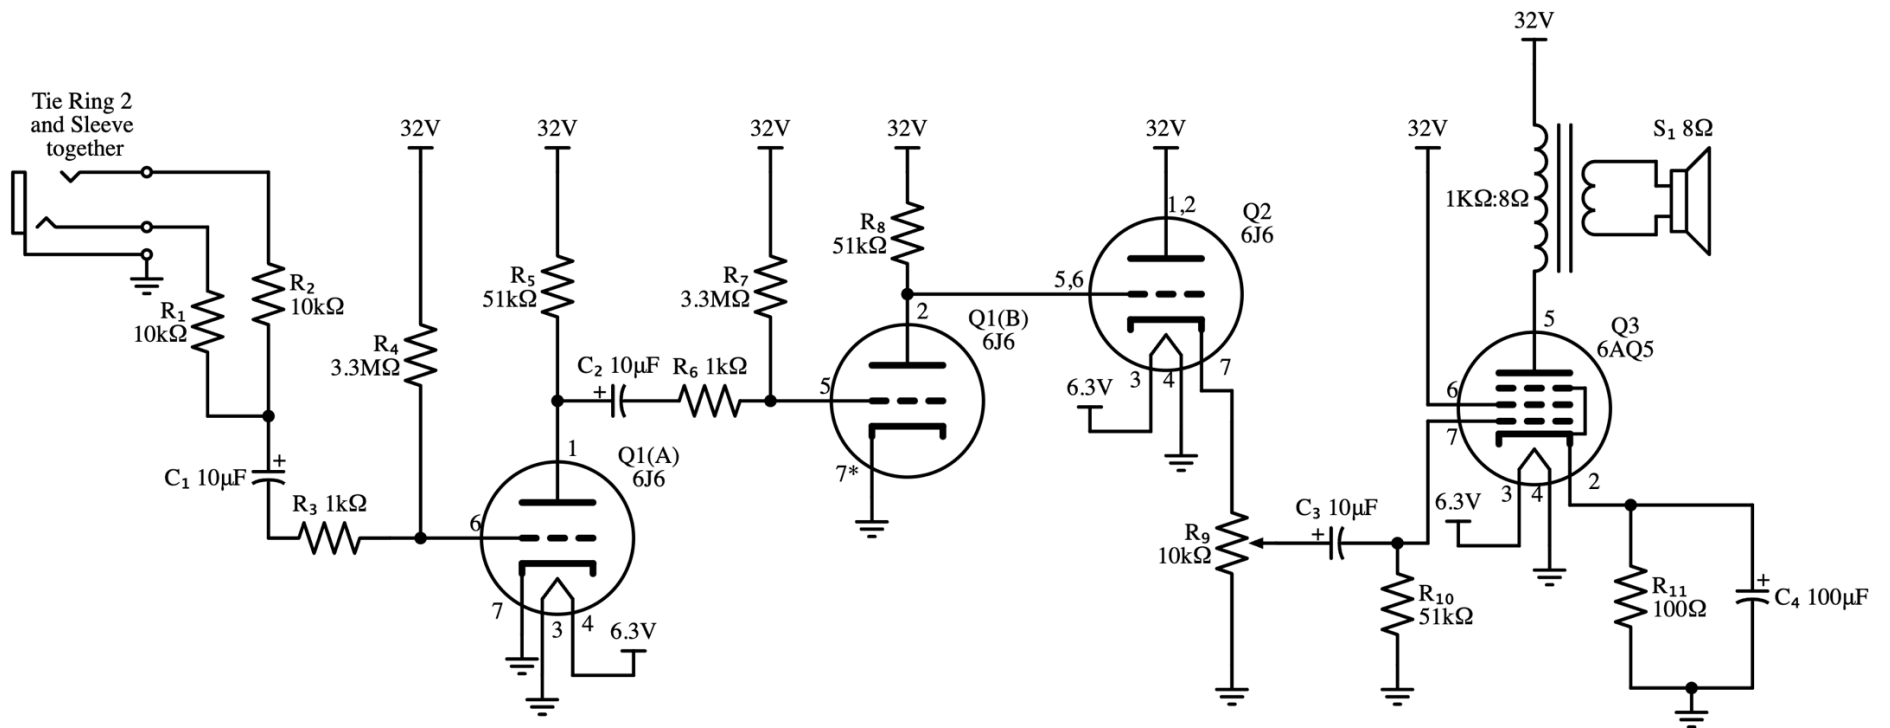 Tie Ring 2
and Sleeve
together
R₁
10kΩ
R₂
10kΩ
C₁ 10µF
+
R₃ 1kΩ
32V
R₄
3.3MΩ
32V
R₅
51kΩ
C₂ 10µF
+
R₆ 1kΩ
1
6
Q1(A)
6J6
7
3
4
6.3V
32V
R₇
3.3MΩ
32V
R₈
51kΩ
2
5
Q1(B)
6J6
7*
32V
1,2
5,6
Q2
6J6
3
4
7
6.3V
R₉
10kΩ
C₃ 10µF
+
R₁₀
51kΩ
32V
32V
1KΩ:8Ω
S₁ 8Ω
5
Q3
6AQ5
6
7
3
4
2
6.3V
R₁₁
100Ω
+
C₄ 100µF